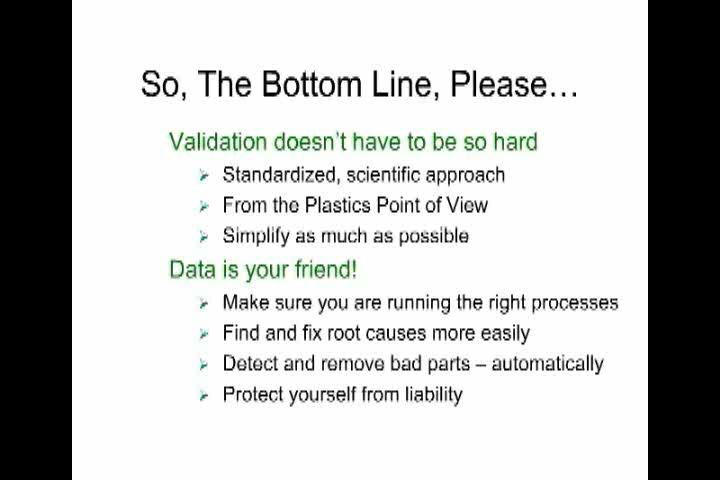 So, The Bottom Line, Please…
Validation doesn't have to be so hard
Standardized, scientific approach
From the Plastics Point of View
Simplify as much as possible
Data is your friend!
Make sure you are running the right processes
Find and fix root causes more easily
Detect and remove bad parts – automatically
Protect yourself from liability